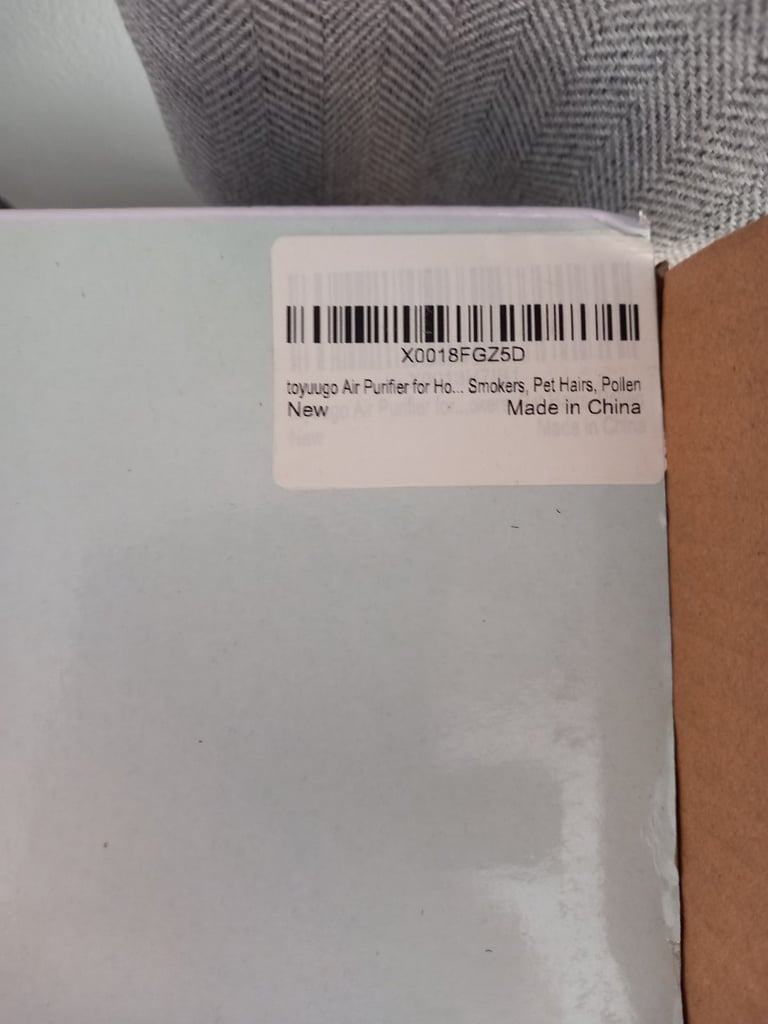 X0018FGZ5D
toyuugo Air Purifier for Ho... Smokers, Pet Hairs, Pollen
New Made in China